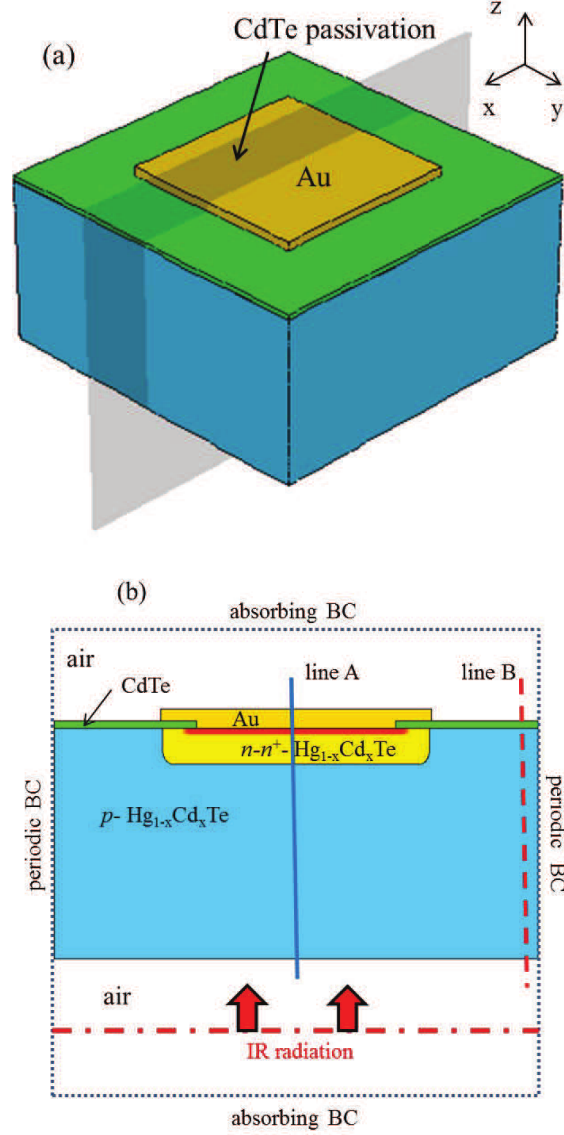 (a)
CdTe passivation
z
x
y
Au
(b)
absorbing BC
air
CdTe
line A
line B
Au
n-n⁺- Hg₁₋ₓCdₓTe
periodic BC
p- Hg₁₋ₓCdₓTe
periodic BC
air
IR radiation
absorbing BC